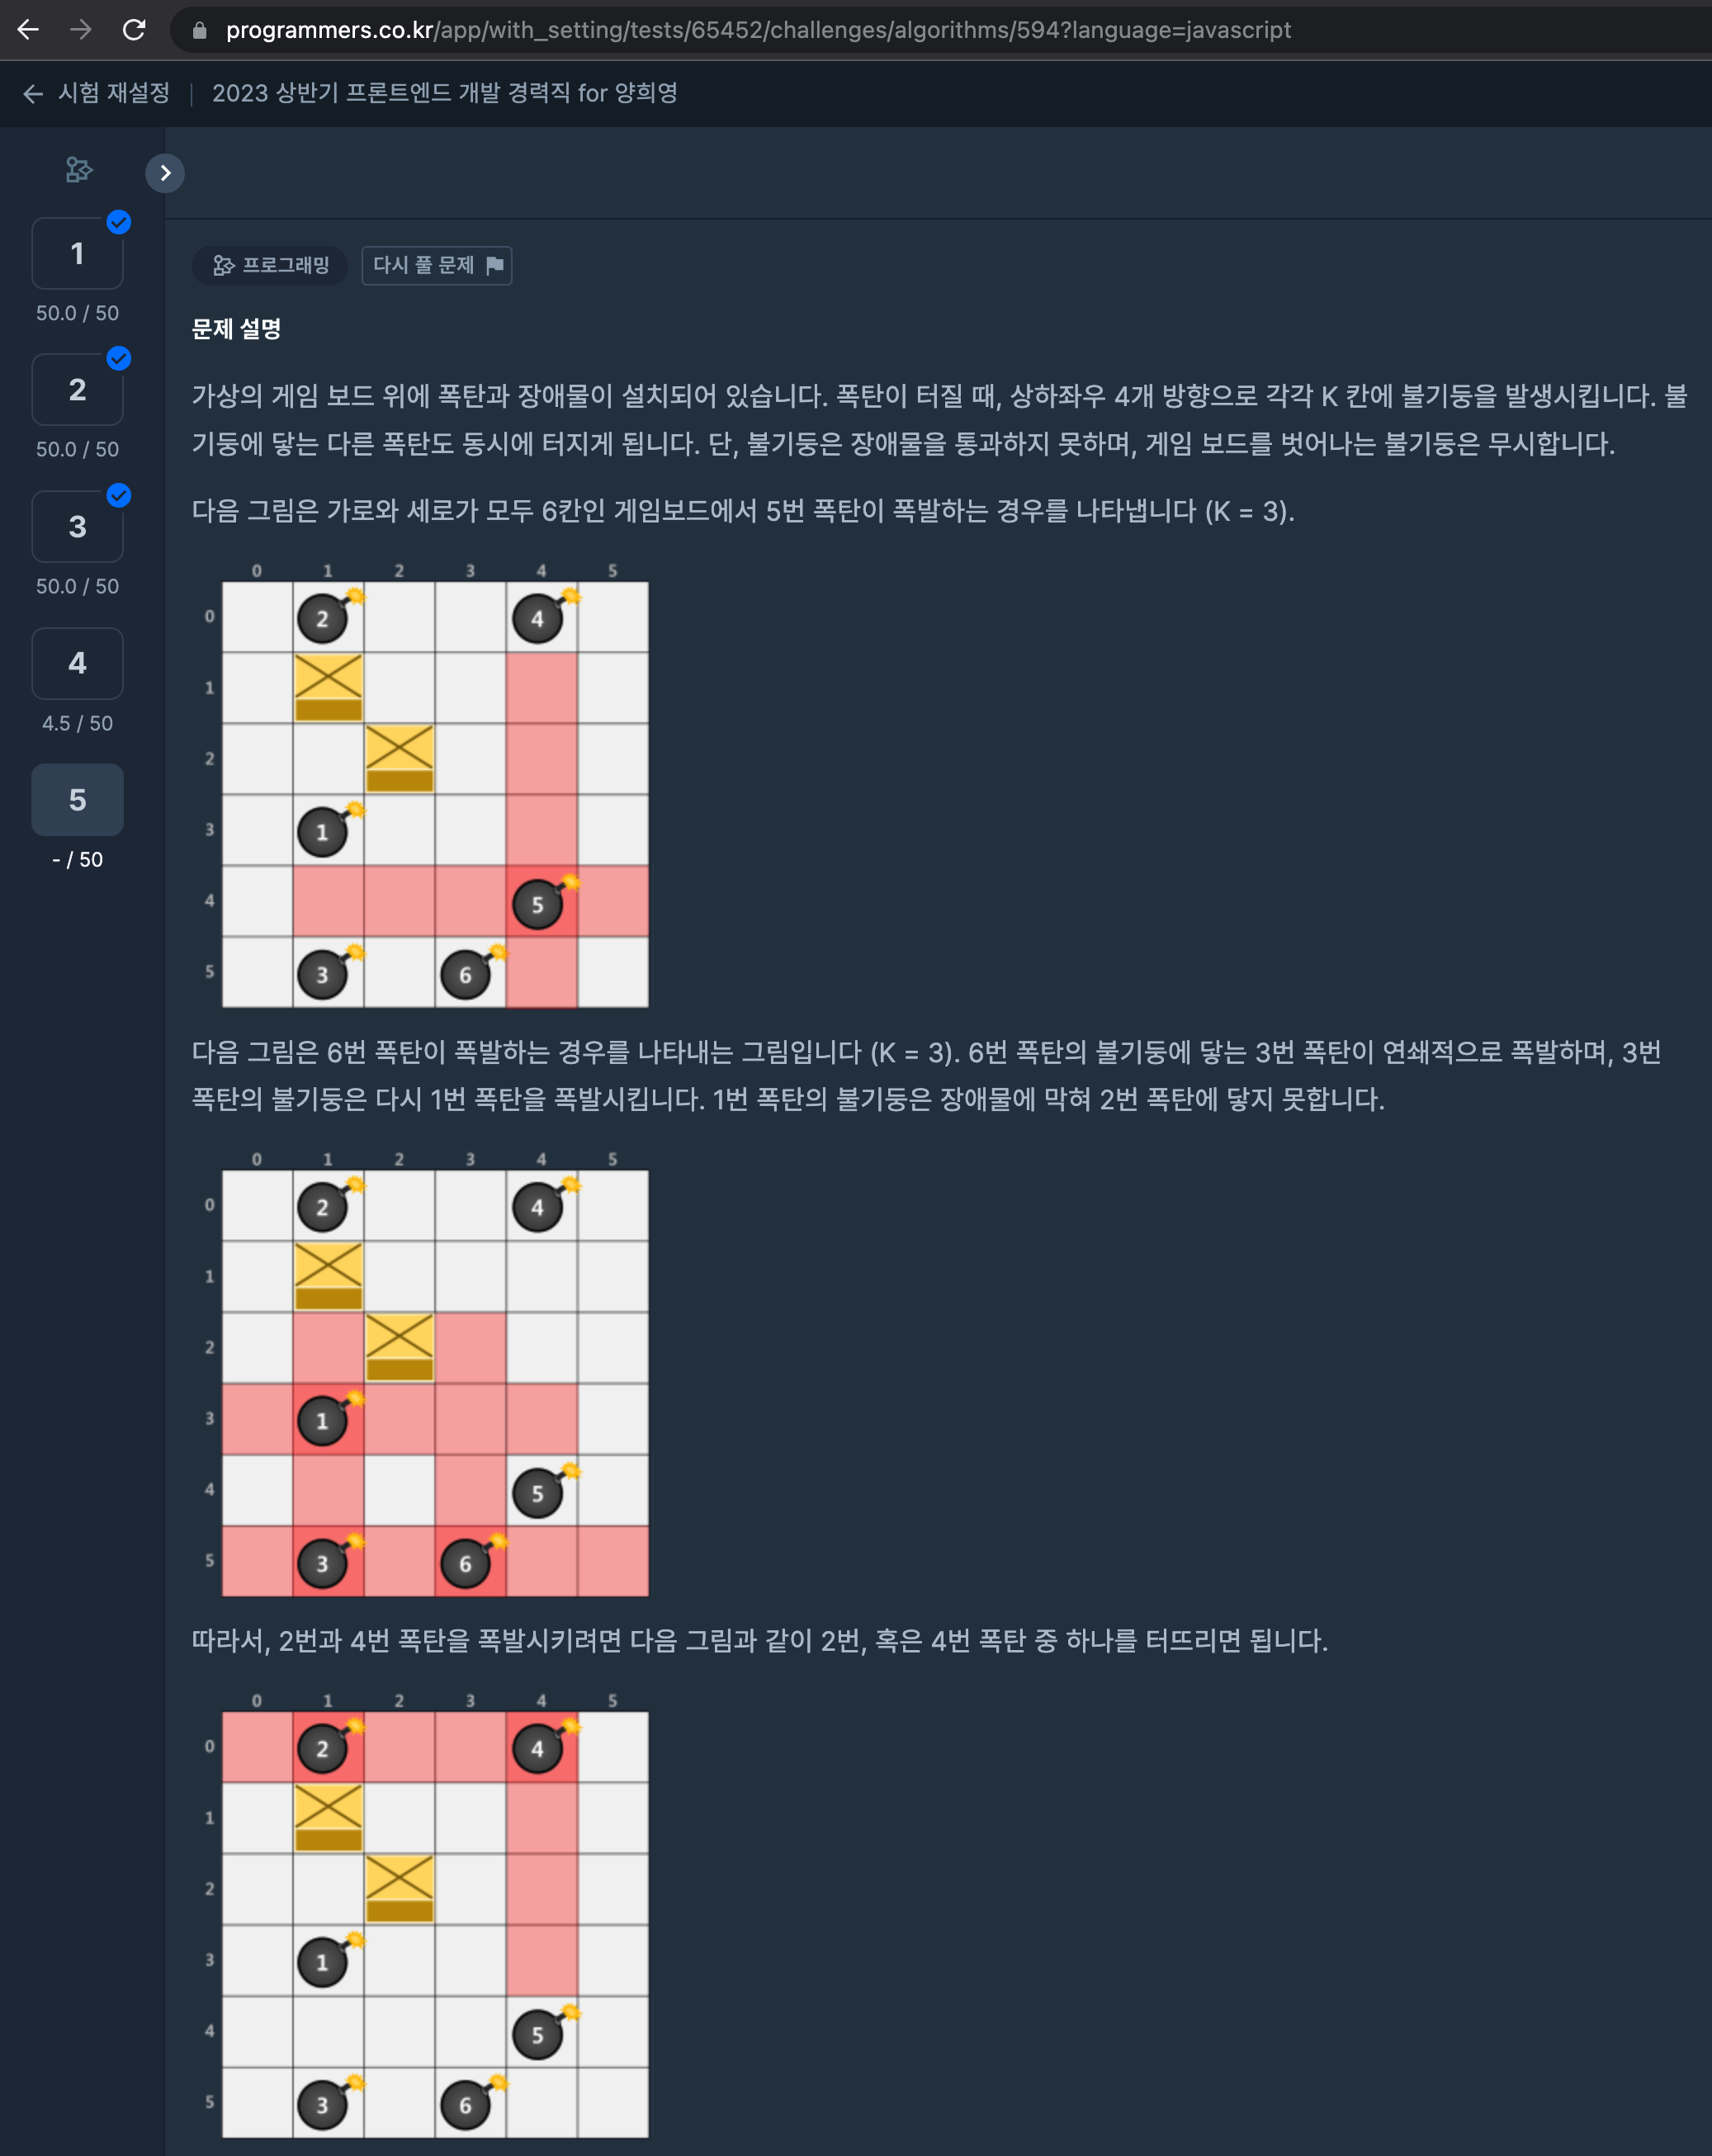 programmers.co.kr/app/with_setting/tests/65452/challenges/algorithms/594?language=javascript
시험 재설정 | 2023 상반기 프론트엔드 개발 경력직 for 양희영
1
50.0 / 50
2
50.0 / 50
3
50.0 / 50
4
4.5 / 50
5
- / 50
프로그래밍 다시 풀 문제
문제 설명
가상의 게임 보드 위에 폭탄과 장애물이 설치되어 있습니다. 폭탄이 터질 때, 상하좌우 4개 방향으로 각각 K 칸에 불기둥을 발생시킵니다. 불
기둥에 닿는 다른 폭탄도 동시에 터지게 됩니다. 단, 불기둥은 장애물을 통과하지 못하며, 게임 보드를 벗어나는 불기둥은 무시합니다.
다음 그림은 가로와 세로가 모두 6칸인 게임보드에서 5번 폭탄이 폭발하는 경우를 나타냅니다 (K = 3).
0 1 2 3 4 5
0 2 4
1
2
3 1
4 5
5 3 6
다음 그림은 6번 폭탄이 폭발하는 경우를 나타내는 그림입니다 (K = 3). 6번 폭탄의 불기둥에 닿는 3번 폭탄이 연쇄적으로 폭발하며, 3번
폭탄의 불기둥은 다시 1번 폭탄을 폭발시킵니다. 1번 폭탄의 불기둥은 장애물에 막혀 2번 폭탄에 닿지 못합니다.
0 1 2 3 4 5
0 2 4
1
2
3 1
4 5
5 3 6
따라서, 2번과 4번 폭탄을 폭발시키려면 다음 그림과 같이 2번, 혹은 4번 폭탄 중 하나를 터뜨리면 됩니다.
0 1 2 3 4 5
0 2 4
1
2
3 1
4 5
5 3 6